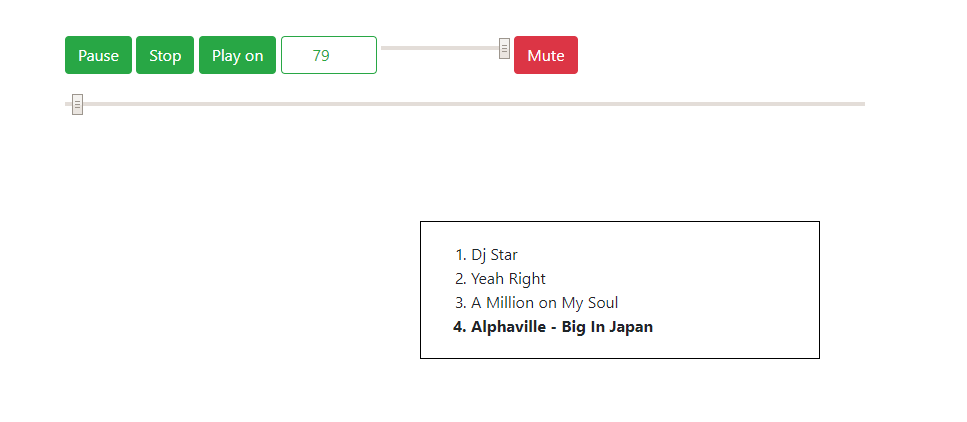 Pause Stop Play on 79 Mute
1. Dj Star
2. Yeah Right
3. A Million on My Soul
4. Alphaville - Big In Japan